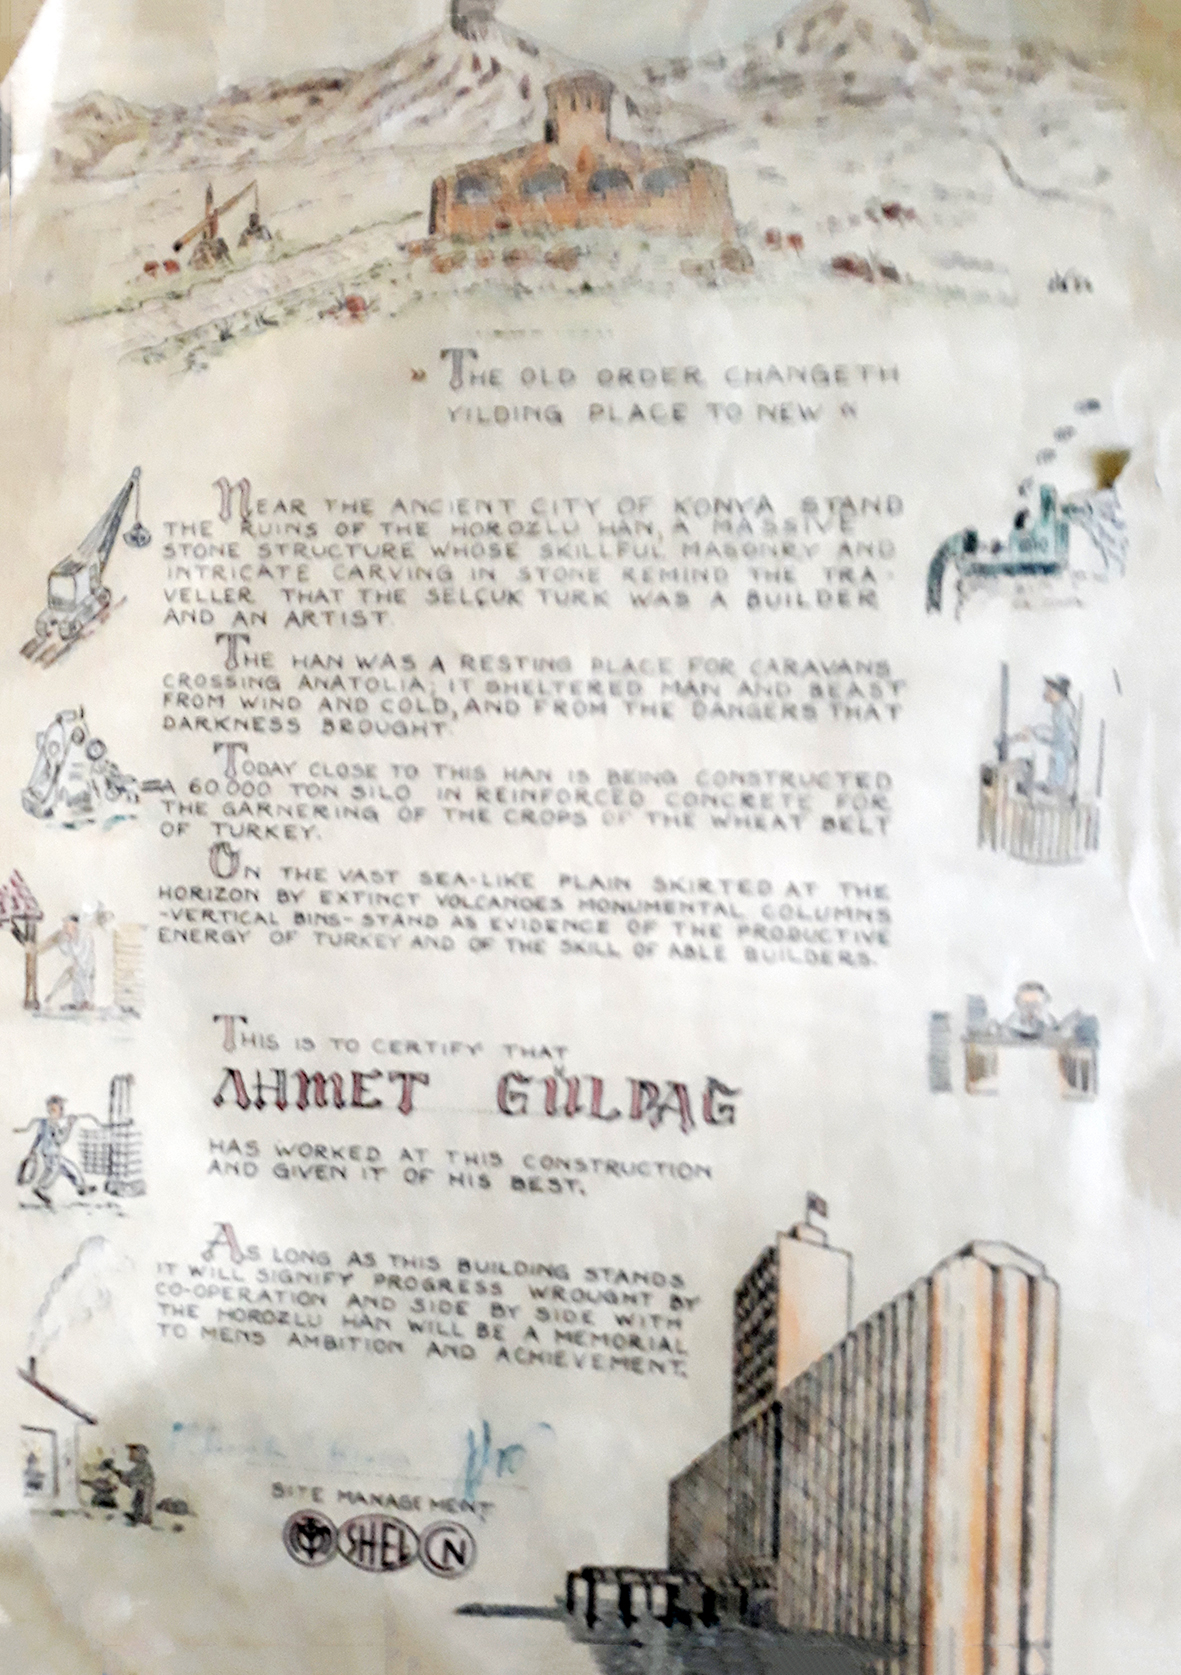 » THE OLD ORDER CHANGETH
YILDING PLACE TO NEW «
NEAR THE ANCIENT CITY OF KONYA STAND
THE RUINS OF THE HOROZLU HAN, A MASSIVE
STONE STRUCTURE WHOSE SKILLFUL MASONRY AND
INTRICATE CARVING IN STONE REMIND THE TRA-
VELLER THAT THE SELÇUK TURK WAS A BUILDER
AND AN ARTIST.
THE HAN WAS A RESTING PLACE FOR CARAVANS
CROSSING ANATOLIA; IT SHELTERED MAN AND BEAST
FROM WIND AND COLD, AND FROM THE DANGERS THAT
DARKNESS BROUGHT.
TODAY CLOSE TO THIS HAN IS BEING CONSTRUCTED
A 60.000 TON SILO IN REINFORCED CONCRETE FOR
THE GARNERING OF THE CROPS OF THE WHEAT BELT
OF TURKEY.
ON THE VAST SEA-LIKE PLAIN SKIRTED AT THE
HORIZON BY EXTINCT VOLCANOES MONUMENTAL COLUMNS
-VERTICAL BINS- STAND AS EVIDENCE OF THE PRODUCTIVE
ENERGY OF TURKEY AND OF THE SKILL OF ABLE BUILDERS.
THIS IS TO CERTIFY THAT
AHMET GÜLDAĞ
HAS WORKED AT THIS CONSTRUCTION
AND GIVEN IT OF HIS BEST.
AS LONG AS THIS BUILDING STANDS
IT WILL SIGNIFY PROGRESS WROUGHT BY
CO-OPERATION AND SIDE BY SIDE WITH
THE HOROZLU HAN WILL BE A MEMORIAL
TO MENS AMBITION AND ACHIEVEMENT.
SITE MANAGEMENT
SHEL CN